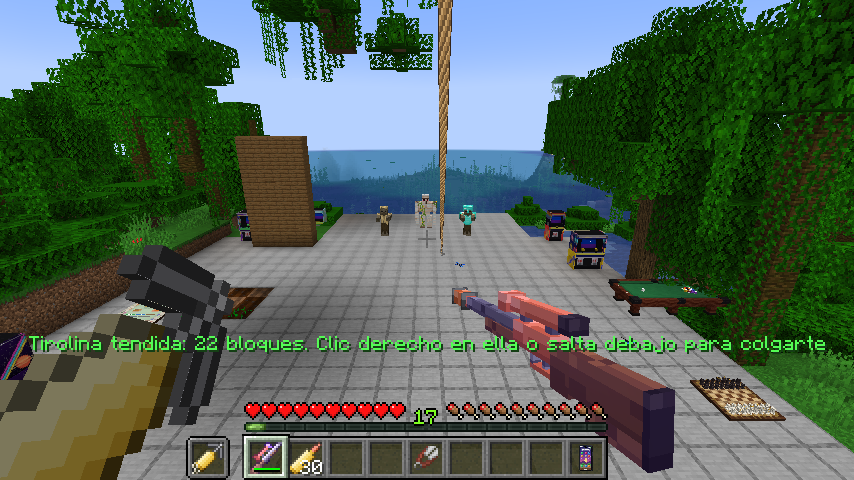 Tirolina tendida: 22 bloques. Clic derecho en ella o salta debajo para colgarte
17
30